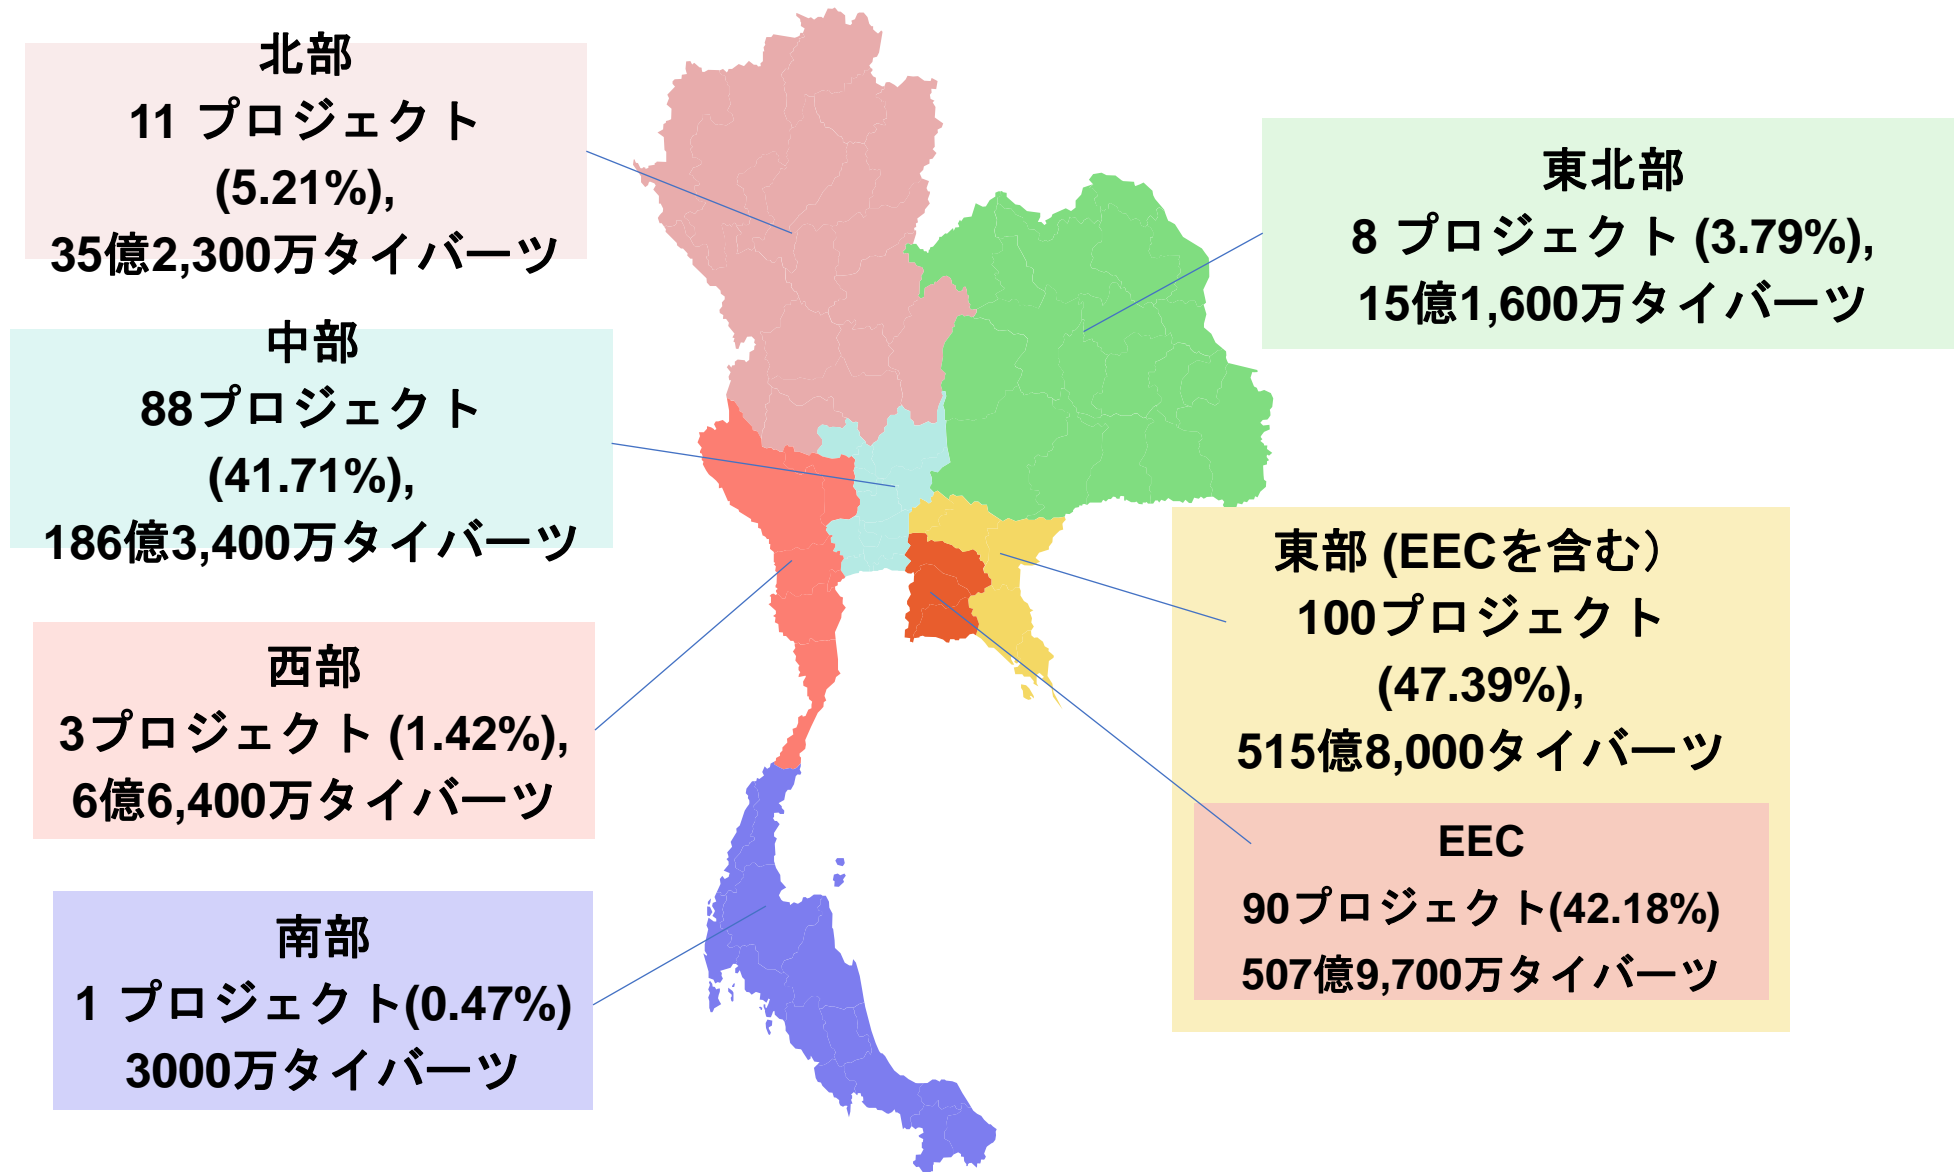 北部
11 プロジェクト
(5.21%),
35億2,300万タイバーツ
中部
88プロジェクト
(41.71%),
186億3,400万タイバーツ
西部
3プロジェクト (1.42%),
6億6,400万タイバーツ
南部
1 プロジェクト(0.47%)
3000万タイバーツ
東北部
8 プロジェクト (3.79%),
15億1,600万タイバーツ
東部 (EECを含む）
100プロジェクト
(47.39%),
515億8,000タイバーツ
EEC
90プロジェクト(42.18%)
507億9,700万タイバーツ